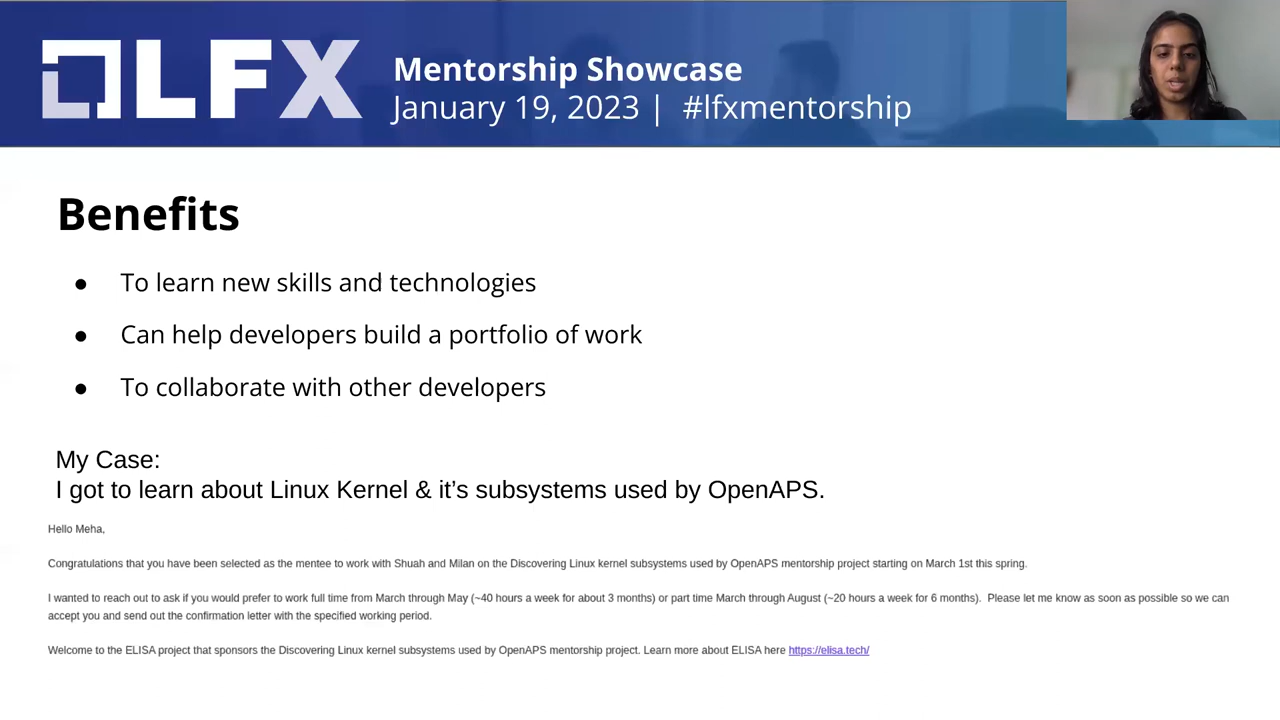 LFX
Mentorship Showcase
January 19, 2023 | #lfxmentorship
Benefits
● To learn new skills and technologies
● Can help developers build a portfolio of work
● To collaborate with other developers
My Case:
I got to learn about Linux Kernel & it’s subsystems used by OpenAPS.
Hello Meha,
Congratulations that you have been selected as the mentee to work with Shuah and Milan on the Discovering Linux kernel subsystems used by OpenAPS mentorship project starting on March 1st this spring.
I wanted to reach out to ask if you would prefer to work full time from March through May (~40 hours a week for about 3 months) or part time March through August (~20 hours a week for 6 months).  Please let me know as soon as possible so we can
accept you and send out the confirmation letter with the specified working period.
Welcome to the ELISA project that sponsors the Discovering Linux kernel subsystems used by OpenAPS mentorship project. Learn more about ELISA here https://elisa.tech/